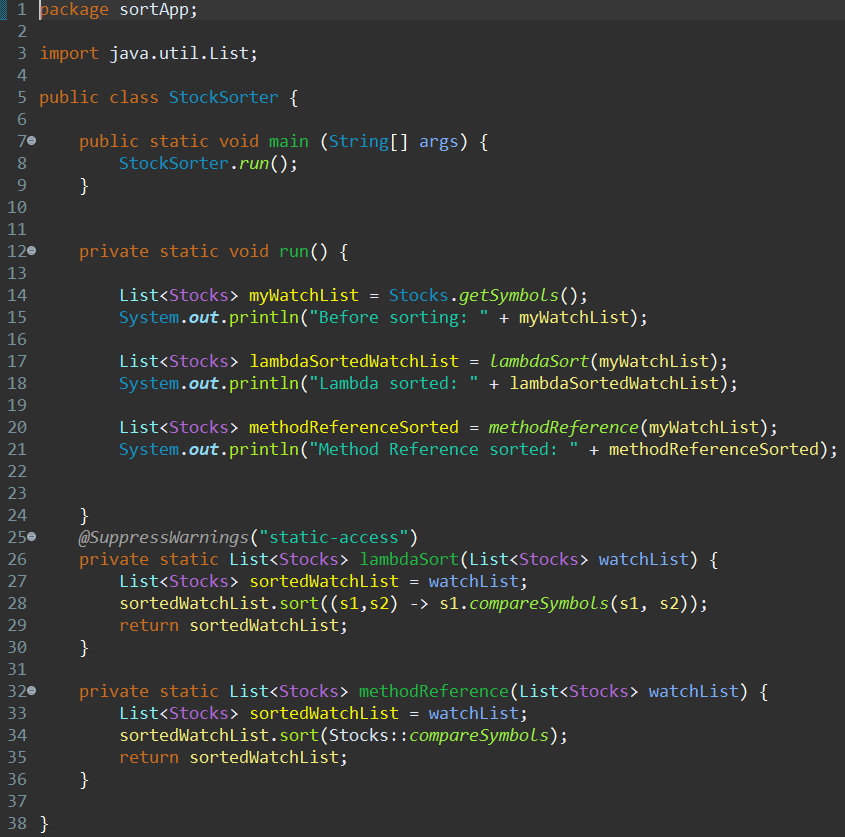 1 package sortApp;
2
3 import java.util.List;
4
5 public class StockSorter {
6
7 public static void main (String[] args) {
8 StockSorter.run();
9 }
10
11
12 private static void run() {
13
14 List<Stocks> myWatchList = Stocks.getSymbols();
15 System.out.println("Before sorting: " + myWatchList);
16
17 List<Stocks> lambdaSortedWatchList = lambdaSort(myWatchList);
18 System.out.println("Lambda sorted: " + lambdaSortedWatchList);
19
20 List<Stocks> methodReferenceSorted = methodReference(myWatchList);
21 System.out.println("Method Reference sorted: " + methodReferenceSorted);
22
23
24 }
25 @SuppressWarnings("static-access")
26 private static List<Stocks> lambdaSort(List<Stocks> watchList) {
27 List<Stocks> sortedWatchList = watchList;
28 sortedWatchList.sort((s1,s2) -> s1.compareSymbols(s1, s2));
29 return sortedWatchList;
30 }
31
32 private static List<Stocks> methodReference(List<Stocks> watchList) {
33 List<Stocks> sortedWatchList = watchList;
34 sortedWatchList.sort(Stocks::compareSymbols);
35 return sortedWatchList;
36 }
37
38 }